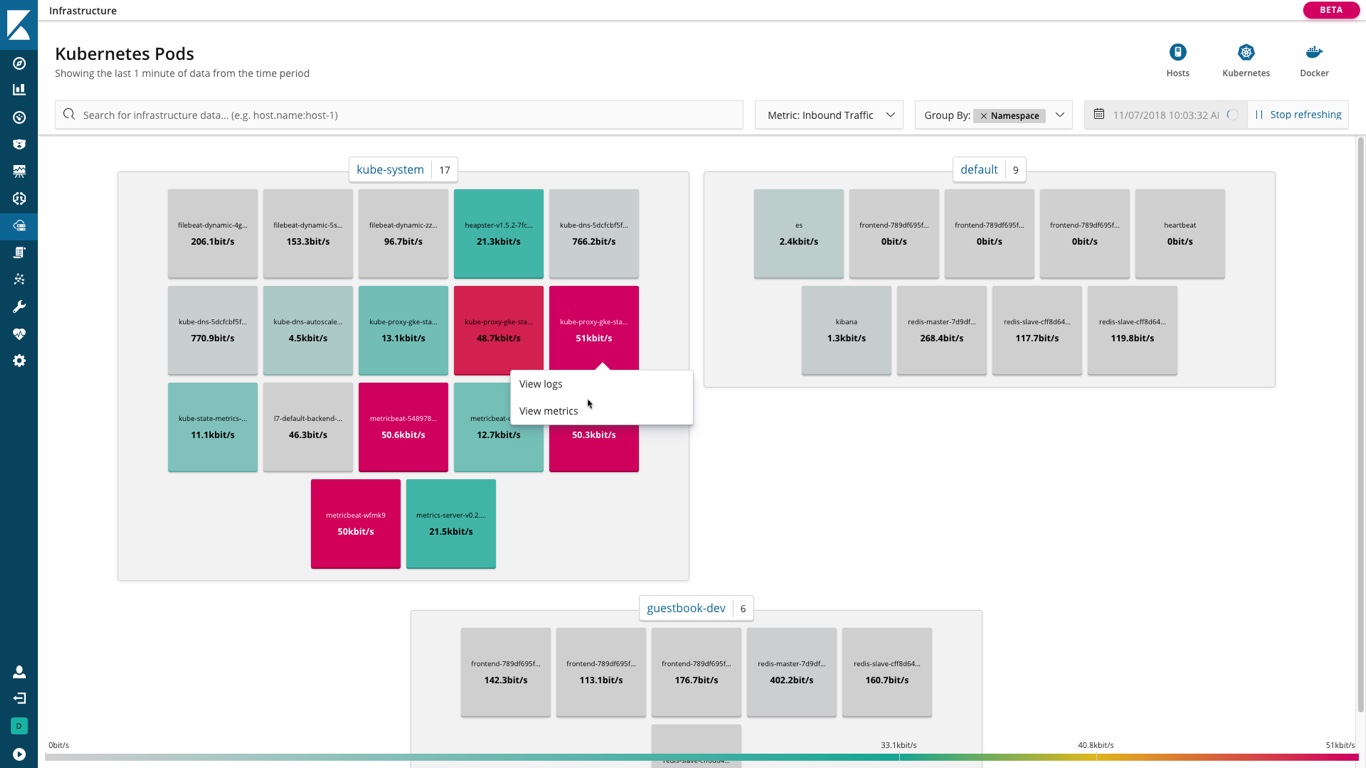 Infrastructure
BETA
Kubernetes Pods
Showing the last 1 minute of data from the time period
Hosts
Kubernetes
Docker
Search for infrastructure data... (e.g. host.name:host-1)
Metric: Inbound Traffic
Group By: × Namespace
11/07/2018 10:03:32 AM
Stop refreshing
kube-system 17
filebeat-dynamic-4g...
206.1bit/s
filebeat-dynamic-5s...
153.3bit/s
filebeat-dynamic-zz...
96.7bit/s
heapster-v1.5.2-7fc...
21.3kbit/s
kube-dns-5dcfcbf5f...
766.2bit/s
kube-dns-5dcfcbf5f...
770.9bit/s
kube-dns-autoscale...
4.5kbit/s
kube-proxy-gke-sta...
13.1kbit/s
kube-proxy-gke-sta...
48.7kbit/s
kube-proxy-gke-sta...
51kbit/s
View logs
View metrics
kube-state-metrics-...
11.1kbit/s
l7-default-backend-...
46.3bit/s
metricbeat-548978...
50.6kbit/s
metricbeat-
12.7kbit/s
50.3kbit/s
metricbeat-wfmk9
50kbit/s
metrics-server-v0.2....
21.5kbit/s
default 9
es
2.4kbit/s
frontend-789df695f...
0bit/s
frontend-789df695f...
0bit/s
frontend-789df695f...
0bit/s
heartbeat
0bit/s
kibana
1.3kbit/s
redis-master-7d9df...
268.4bit/s
redis-slave-cff8d64...
117.7bit/s
redis-slave-cff8d64...
119.8bit/s
guestbook-dev 6
frontend-789df695f...
142.3bit/s
frontend-789df695f...
113.1bit/s
frontend-789df695f...
176.7bit/s
redis-master-7d9df...
402.2bit/s
redis-slave-cff8d64...
160.7bit/s
redis-slave-cff8d64...
0bit/s
33.1kbit/s
40.8kbit/s
51kbit/s
D